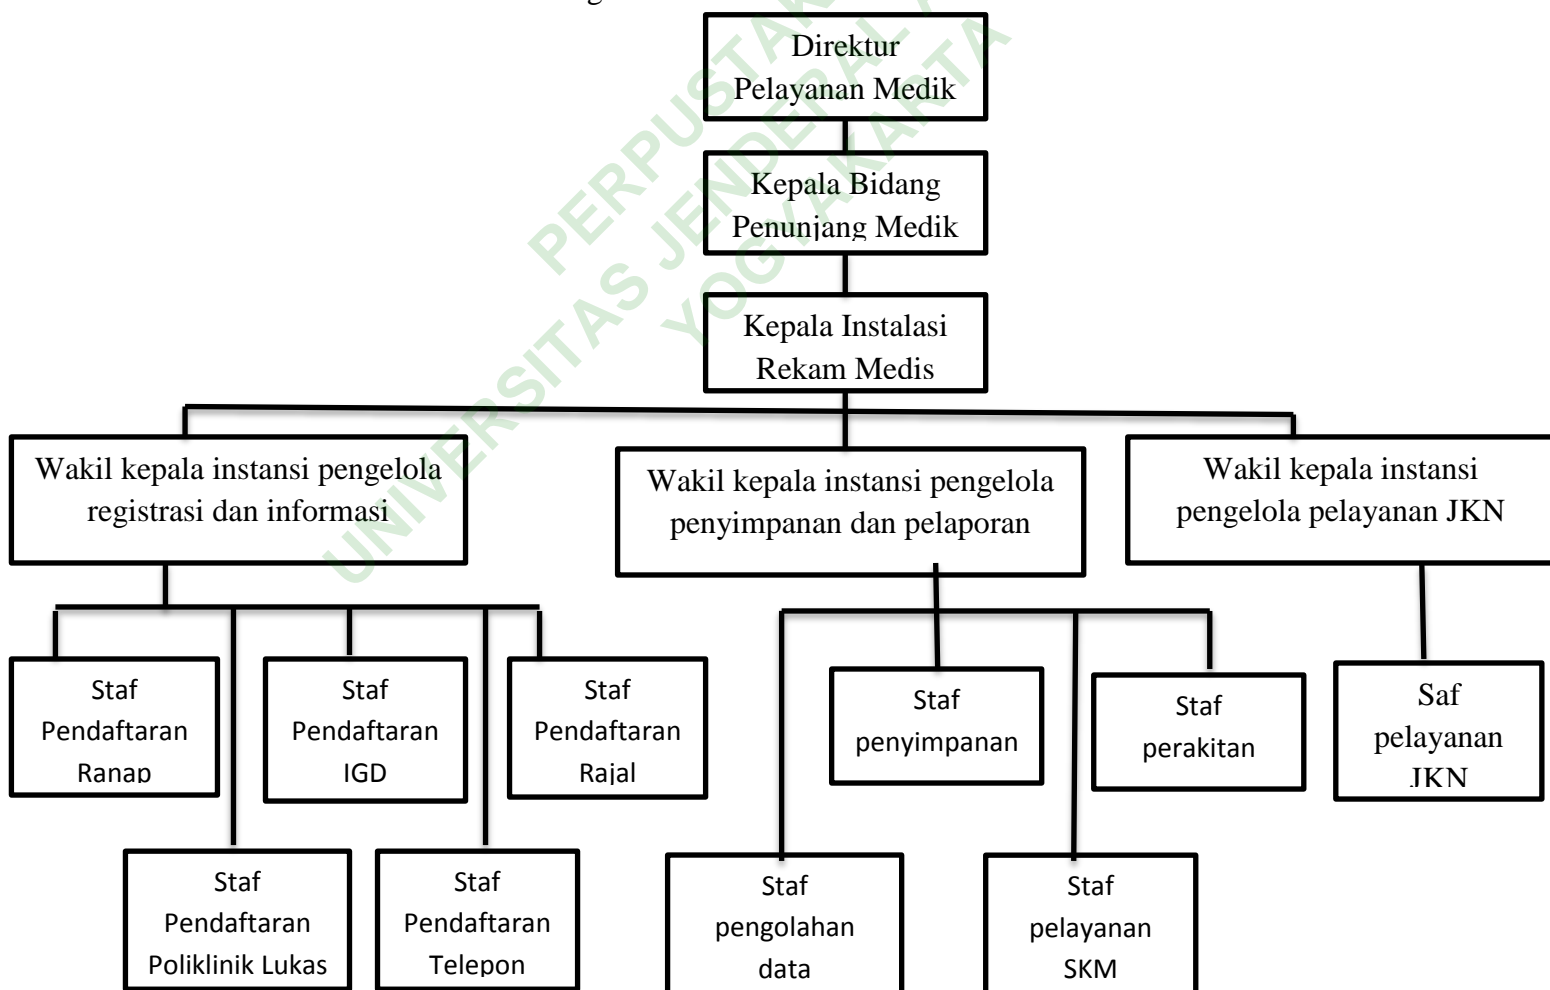 Direktur
Pelayanan Medik
Kepala Bidang
Penunjang Medik
Kepala Instalasi
Rekam Medis
Wakil kepala instansi pengelola
registrasi dan informasi
Wakil kepala instansi pengelola
penyimpanan dan pelaporan
Wakil kepala instansi
pengelola pelayanan JKN
Staf
Pendaftaran
Ranap
Staf
Pendaftaran
IGD
Staf
Pendaftaran
Rajal
Staf
penyimpanan
Staf
perakitan
Saf
pelayanan
JKN
Staf
Pendaftaran
Poliklinik Lukas
Staf
Pendaftaran
Telepon
Staf
pengolahan
data
Staf
pelayanan
SKM
UNIVERSITAS JENDERAL
YOGYAKARTA